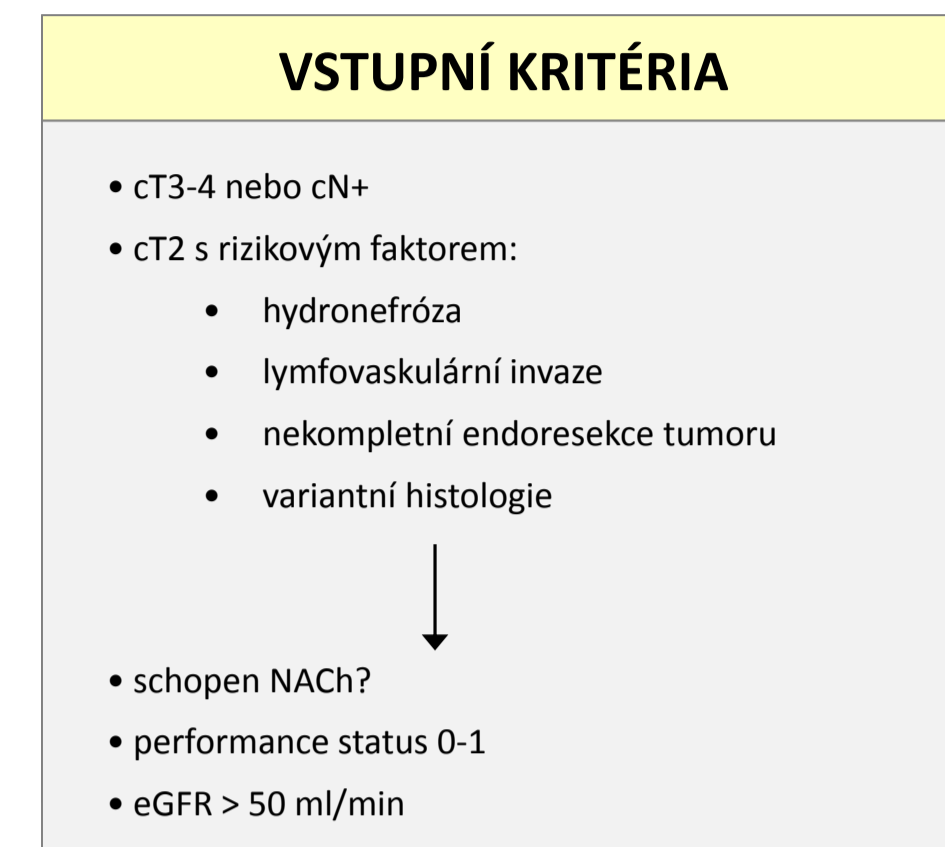 VSTUPNÍ KRITÉRIA
• cT3-4 nebo cN+
• cT2 s rizikovým faktorem:
• hydronefróza
• lymfovaskulární invaze
• nekompletní endoresekce tumoru
• variantní histologie
• schopen NACh?
• performance status 0-1
• eGFR > 50 ml/min